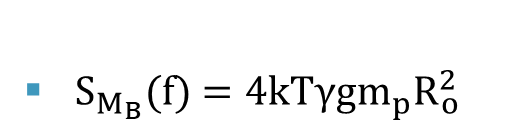 ▪ S_{M_B}(f) = 4kTγgm_pR_o^2